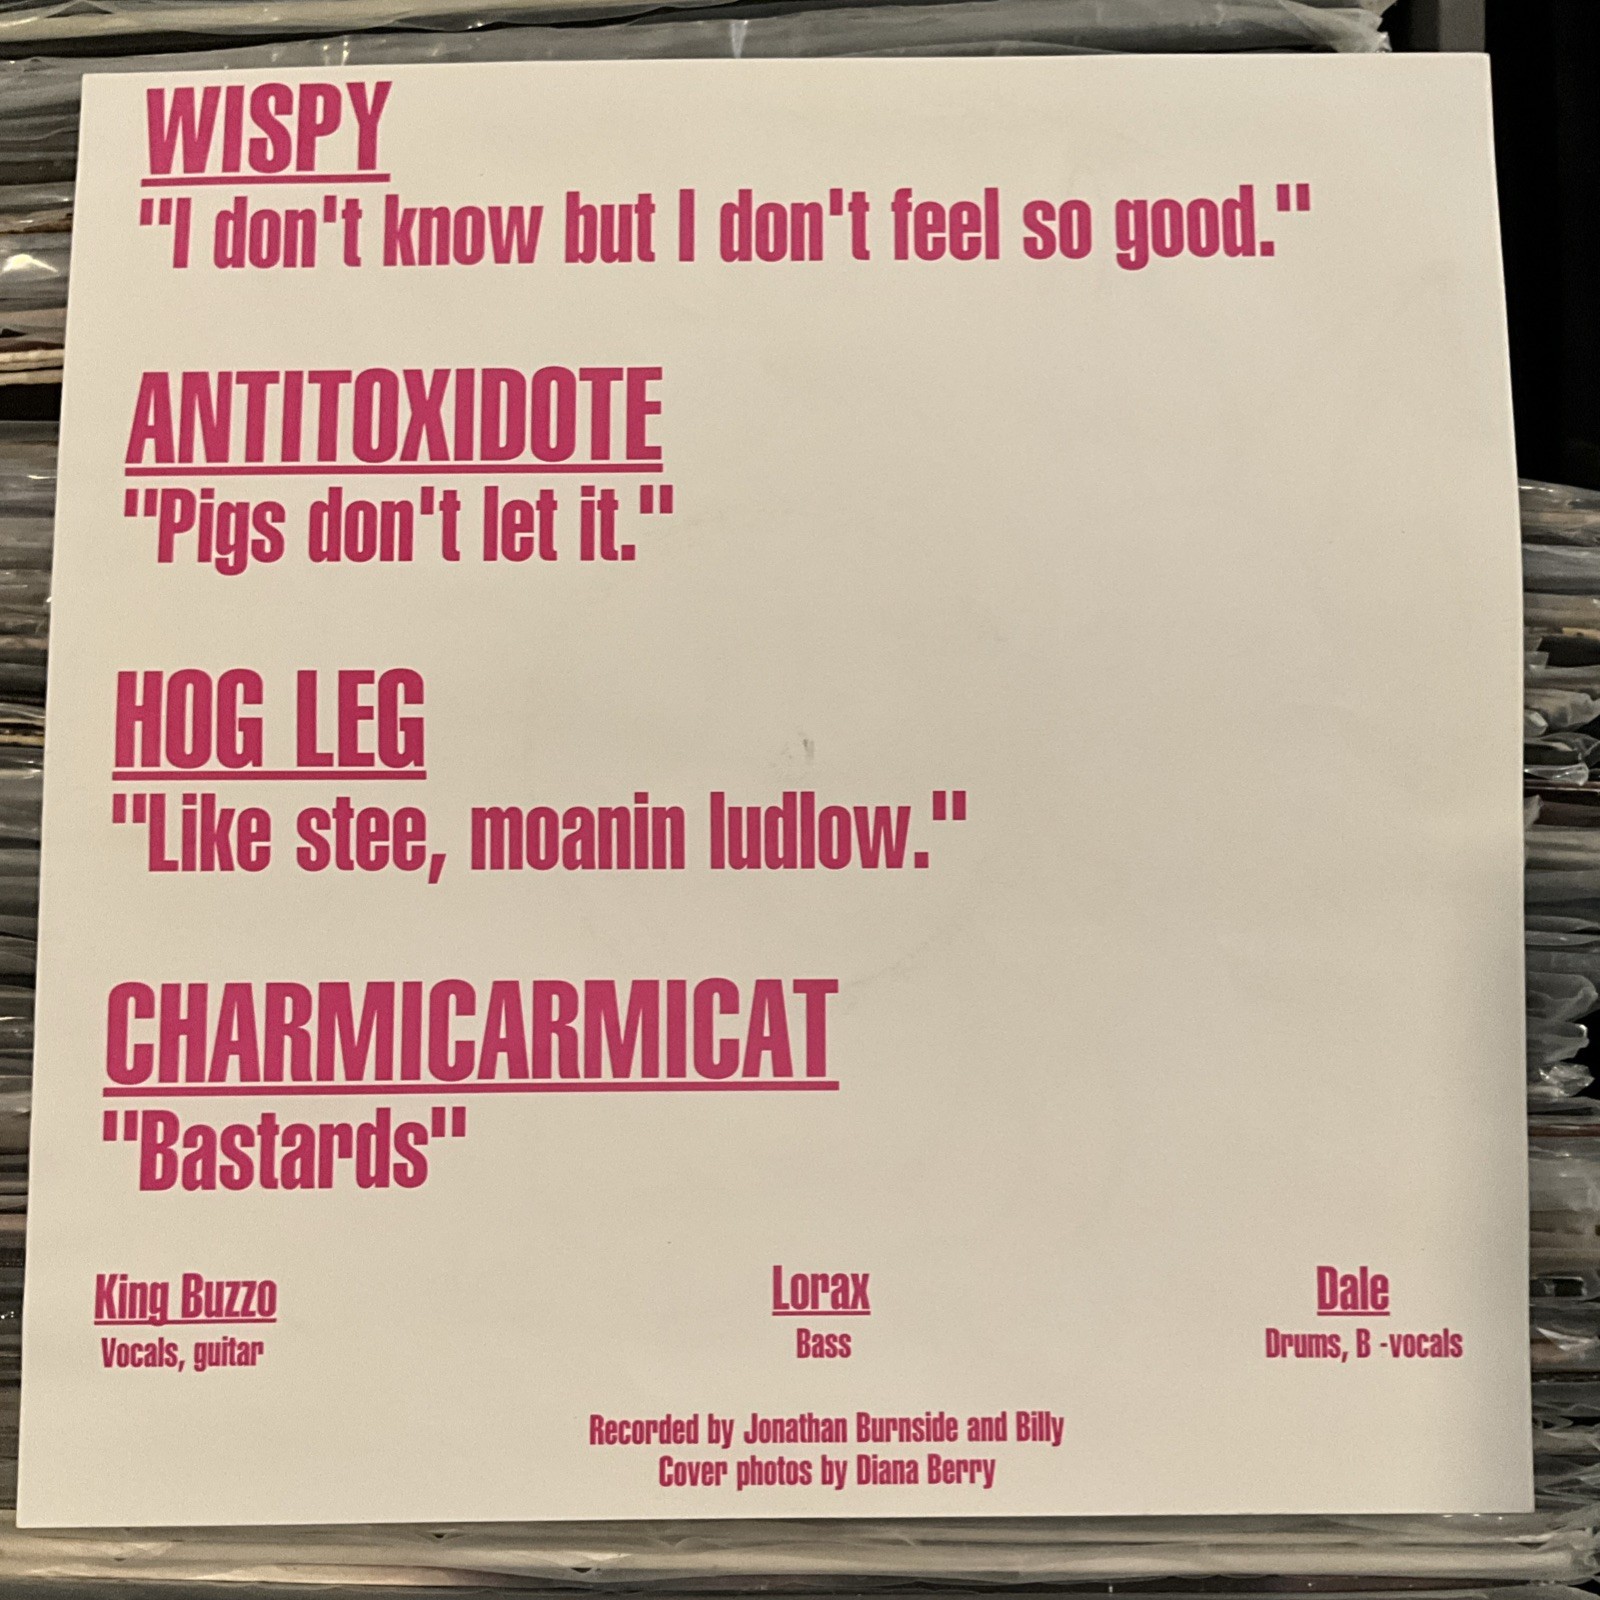 WISPY
"I don't know but I don't feel so good."
ANTITOXIDOTE
"Pigs don't let it."
HOG LEG
"Like stee, moanin ludlow."
CHARMICARMICAT
"Bastards"
King Buzzo
Vocals, guitar
Lorax
Bass
Dale
Drums, B -vocals
Recorded by Jonathan Burnside and Billy
Cover photos by Diana Berry